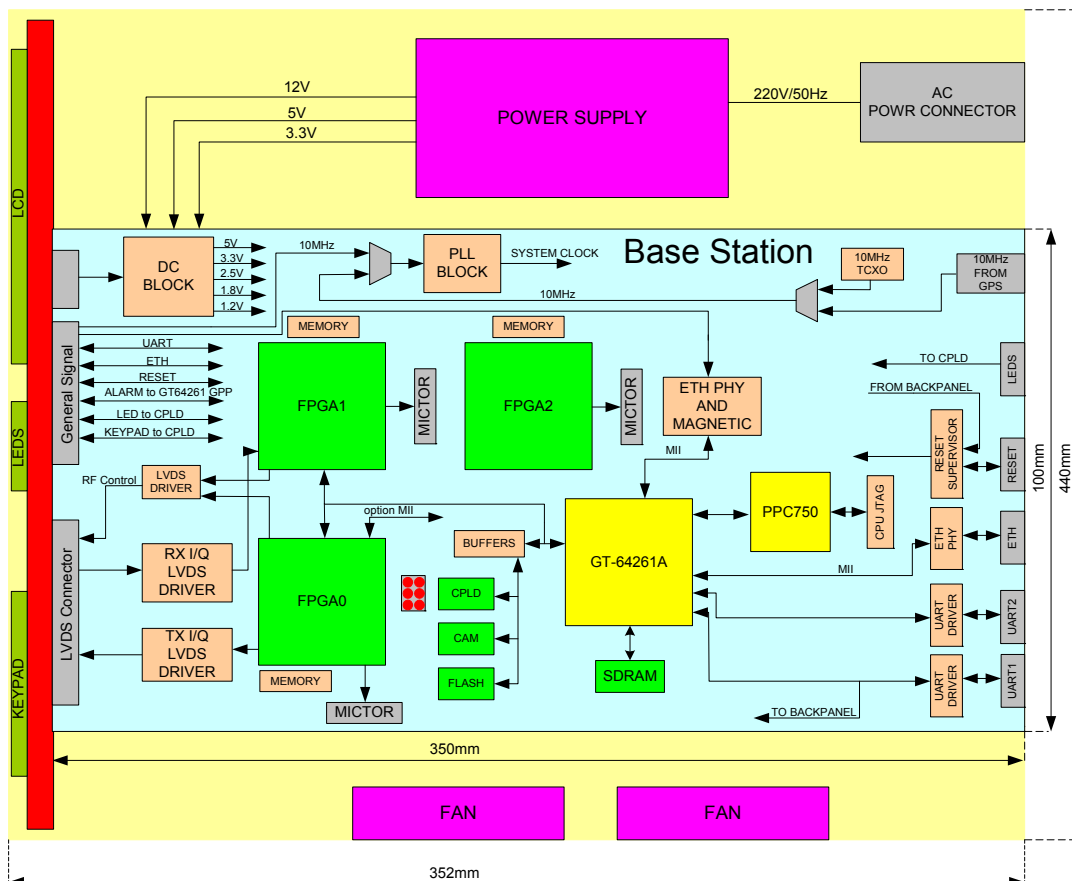 12V
5V
3.3V
POWER SUPPLY
220V/50Hz
AC
POWR CONNECTOR
LCD
LEDS
KEYPAD
Base Station
DC
BLOCK
5V
3.3V
2.5V
1.8V
1.2V
10MHz
PLL
BLOCK
SYSTEM CLOCK
10MHz
10MHz
TCXO
10MHz
FROM
GPS
General Signal
UART
ETH
RESET
ALARM to GT64261 GPP
LED to CPLD
KEYPAD to CPLD
MEMORY
FPGA1
MICTOR
MEMORY
FPGA2
MICTOR
ETH PHY
AND
MAGNETIC
MII
TO CPLD
LEDS
FROM BACKPANEL
RESET
SUPERVISOR
RESET
RF Control
LVDS
DRIVER
LVDS Connector
RX I/Q
LVDS
DRIVER
TX I/Q
LVDS
DRIVER
option MII
FPGA0
MEMORY
MICTOR
BUFFERS
CPLD
CAM
FLASH
GT-64261A
SDRAM
PPC750
CPU JTAG
MII
ETH
PHY
ETH
UART
DRIVER
UART2
UART
DRIVER
UART1
TO BACKPANEL
100mm
440mm
350mm
FAN
FAN
352mm